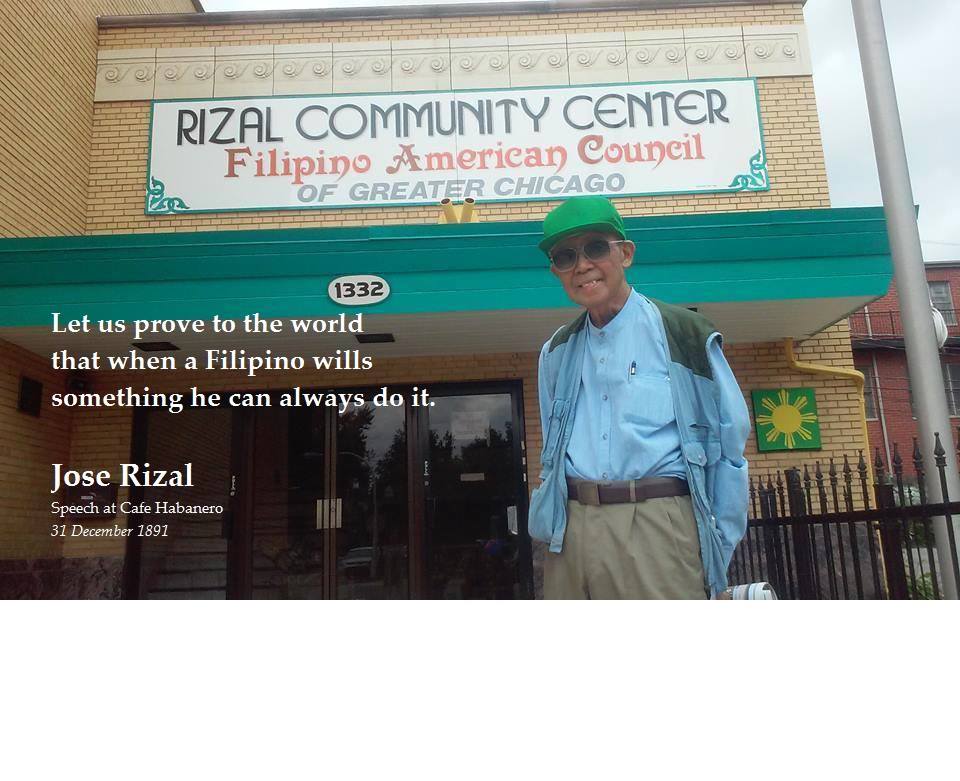 RIZAL COMMUNITY CENTER
Filipino American Council
OF GREATER CHICAGO
1332
Let us prove to the world
that when a Filipino wills
something he can always do it.
Jose Rizal
Speech at Cafe Habanero
31 December 1891